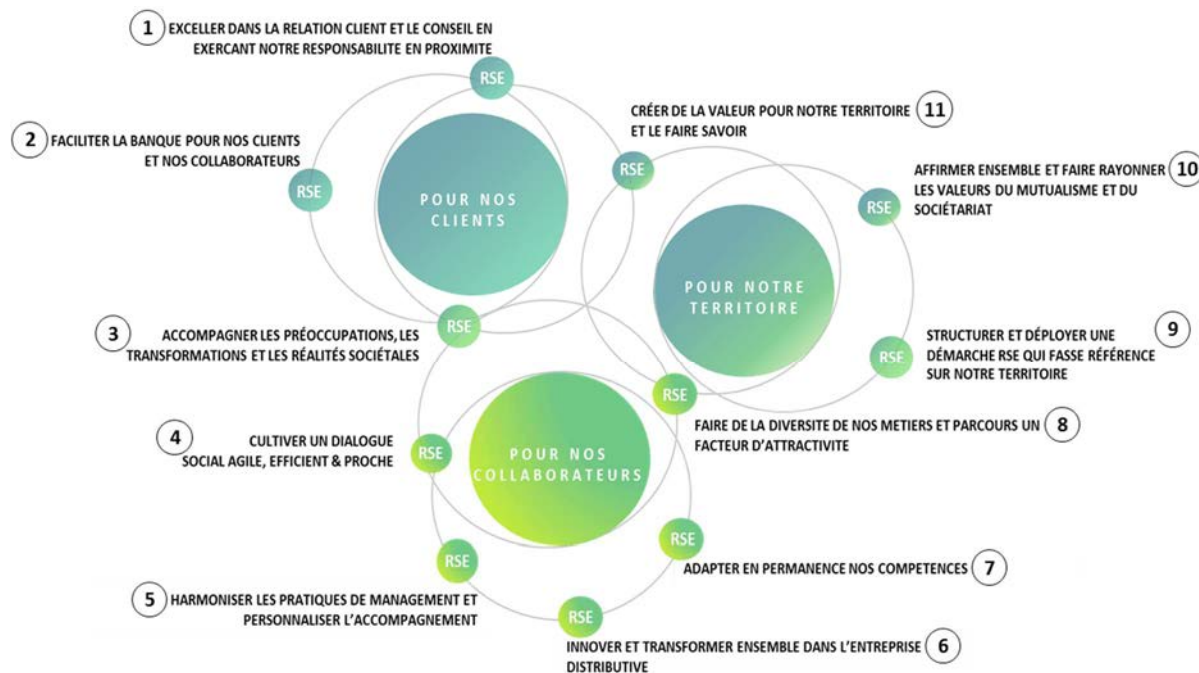 1 EXCELLER DANS LA RELATION CLIENT ET LE CONSEIL EN
EXERCANT NOTRE RESPONSABILITE EN PROXIMITE
RSE
2 FACILITER LA BANQUE POUR NOS CLIENTS
ET NOS COLLABORATEURS
RSE
POUR NOS
CLIENTS
CRÉER DE LA VALEUR POUR NOTRE TERRITOIRE 11
ET LE FAIRE SAVOIR
RSE
AFFIRMER ENSEMBLE ET FAIRE RAYONNER 10
LES VALEURS DU MUTUALISME ET DU
SOCIÉTARIAT
RSE
POUR NOTRE
TERRITOIRE
3 ACCOMPAGNER LES PRÉOCCUPATIONS, LES
TRANSFORMATIONS ET LES RÉALITÉS SOCIÉTALES
RSE
STRUCTURER ET DÉPLOYER UNE 9
DÉMARCHE RSE QUI FASSE RÉFÉRENCE
SUR NOTRE TERRITOIRE
RSE
4 CULTIVER UN DIALOGUE
SOCIAL AGILE, EFFICIENT & PROCHE
RSE
POUR NOS
COLLABORATEURS
RSE
FAIRE DE LA DIVERSITE DE NOS METIERS ET PARCOURS UN 8
FACTEUR D'ATTRACTIVITE
RSE
5 HARMONISER LES PRATIQUES DE MANAGEMENT ET
PERSONNALISER L'ACCOMPAGNEMENT
RSE
ADAPTER EN PERMANENCE NOS COMPETENCES 7
RSE
INNOVER ET TRANSFORMER ENSEMBLE DANS L'ENTREPRISE 6
DISTRIBUTIVE